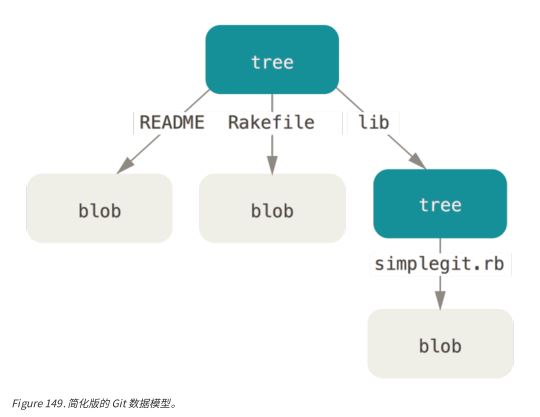 tree
README Rakefile lib
blob blob tree
simplegit.rb
blob
Figure 149. 简化版的 Git 数据模型。